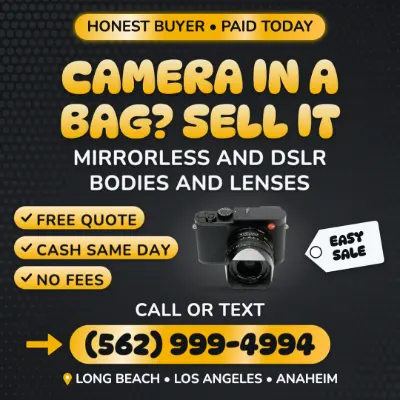 HONEST BUYER • PAID TODAY
CAMERA IN A
BAG? SELL IT
MIRRORLESS AND DSLR
BODIES AND LENSES
FREE QUOTE
CASH SAME DAY
NO FEES
EASY
SALE
CALL OR TEXT
(562) 999-4994
LONG BEACH • LOS ANGELES • ANAHEIM